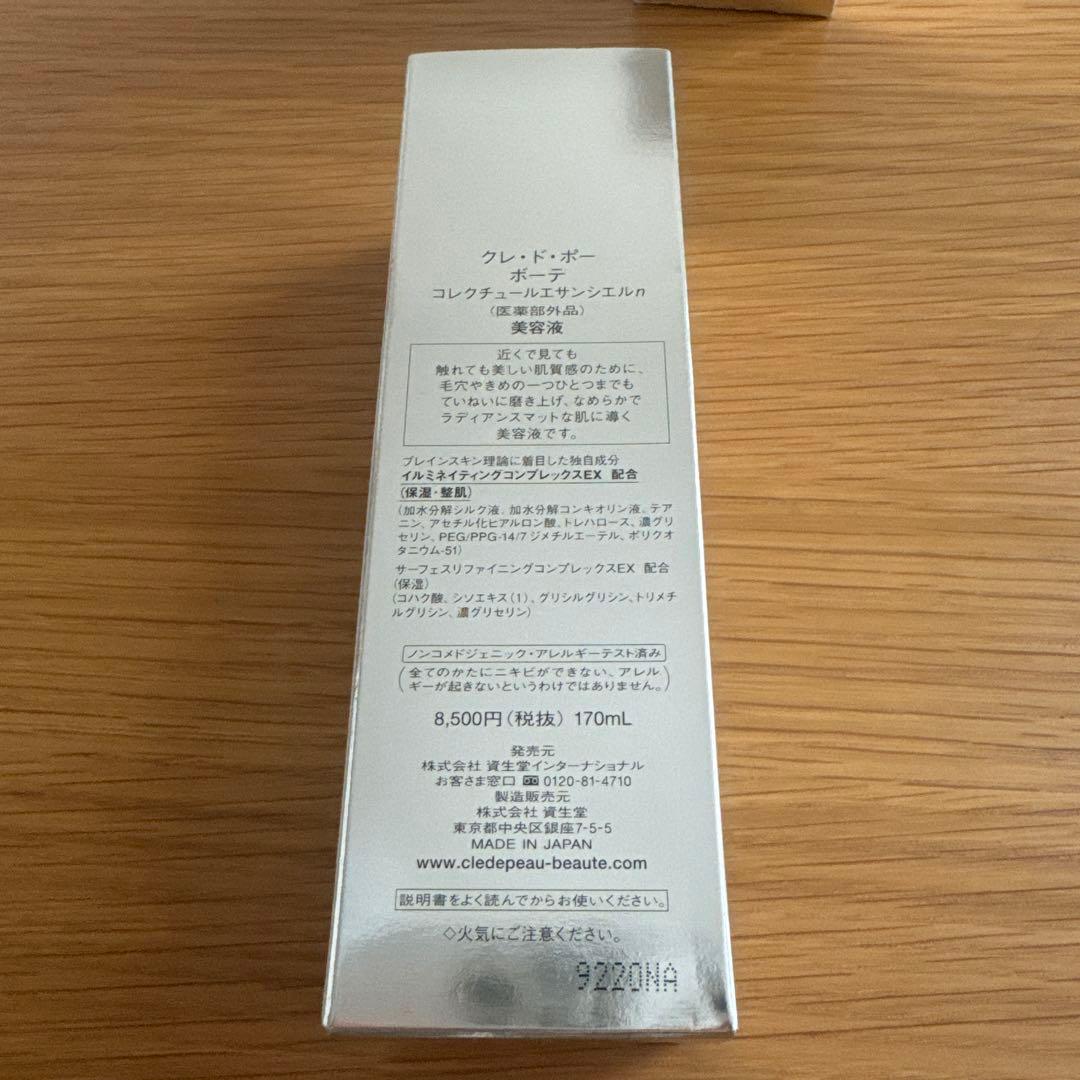 クレ・ド・ポー
ボーテ
コレクチュールエサンシエルn
（医薬部外品）
美容液
近くで見ても
触れても美しい肌質感のために、
毛穴やきめの一つひとつまでも
ていねいに磨き上げ、なめらかで
ラディアンスマットな肌に導く
美容液です。
ブレインスキン理論に着目した独自成分
イルミネイティングコンプレックスEX 配合
（保湿・整肌）
（加水分解シルク液、加水分解コンキオリン液、テア
ニン、アセチル化ヒアルロン酸、トレハロース、濃グリ
セリン、PEG/PPG-14/7 ジメチルエーテル、ポリクオ
タニウム-51）
サーフェスリファイニングコンプレックスEX 配合
（保湿）
（コハク酸、シソエキス（1）、グリシルグリシン、トリメチ
ルグリシン、濃グリセリン）
ノンコメドジェニック・アレルギーテスト済み
（全てのかたにニキビができない、アレル
ギーが起きないというわけではありません。）
8,500円（税抜） 170mL
発売元
株式会社 資生堂インターナショナル
お客さま窓口 0120-81-4710
製造販売元
株式会社 資生堂
東京都中央区銀座7-5-5
MADE IN JAPAN
www.cledepeau-beaute.com
説明書をよく読んでからお使いください。
◇火気にご注意ください。
9220NA